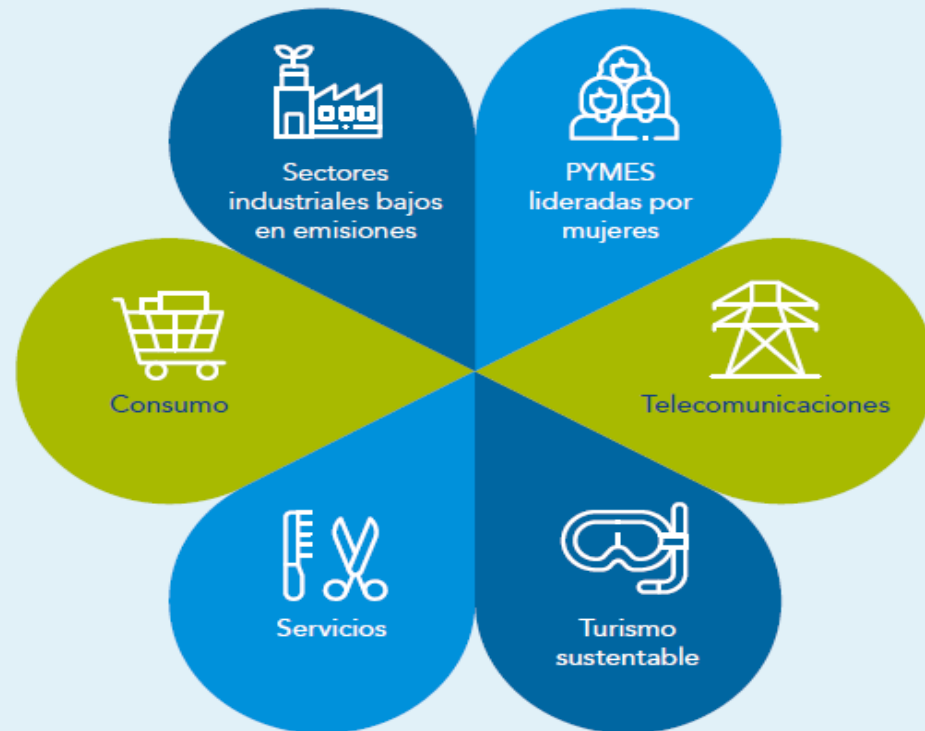 Sectores
industriales bajos
en emisiones
PYMES
lideradas por
mujeres
Consumo
Telecomunicaciones
Servicios
Turismo
sustentable